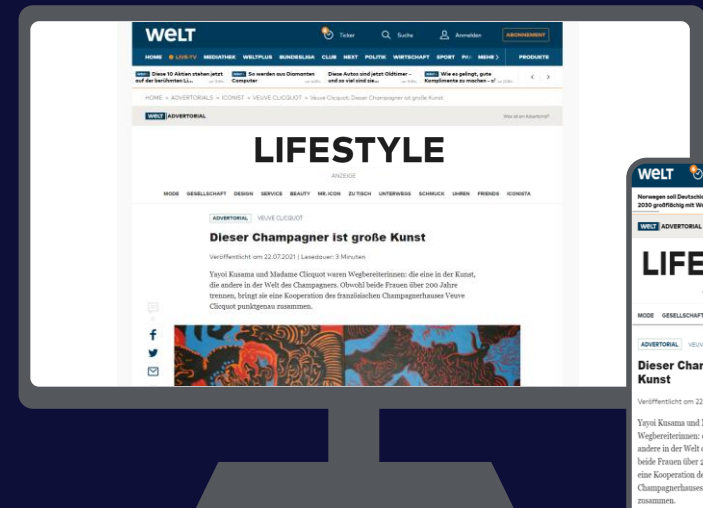 WELT
Ticker
Suche
Anmelden
ABONNEMENT
HOME LIVE-TV MEDIATHEK WELTPLUS BUNDESLIGA CLUB NEXT POLITIK WIRTSCHAFT SPORT MEHR PRODUKTE
Diese 10 Aktien stehen jetzt
auf der berühmten
So werden aus Diamanten
Computer
Diese Autos sind jetzt Oldtimer –
und so viel sind sie...
Wie es gelingt, gute
Komplimente zu machen –
HOME » ADVERTORIALS » ICONIST » VEUVE CLICQUOT » Veuve Clicquot: Dieser Champagner ist große Kunst
WELT ADVERTORIAL
Was ist ein Advertorial?
LIFESTYLE
ANZEIGE
MODE GESELLSCHAFT DESIGN SERVICE BEAUTY MR. ICON ZU TISCH UNTERWEGS SCHMUCK UHREN FRIENDS ICONISTA
ADVERTORIAL VEUVE CLICQUOT
Dieser Champagner ist große Kunst
Veröffentlicht am 22.07.2021 | Lesedauer: 3 Minuten
Yayoi Kusama und Madame Clicquot waren Wegbereiterinnen: die eine in der Kunst,
die andere in der Welt des Champagners. Obwohl beide Frauen über 200 Jahre
trennen, bringt sie eine Kooperation des französischen Champagnerhauses Veuve
Clicquot punktgenau zusammen.
WELT
Norwegen soll
2030 großflächig mit
WELT ADVERTORIAL
LIFE
MODE GESELLSCHAFT
ADVERTORIAL
Dieser
Kunst
Veröffentlicht am 22
Yayoi Kusama und
Wegbereiterinnen:
andere in der Welt
beide Frauen über
eine Kooperation
Champagnerhauses
zusammen.